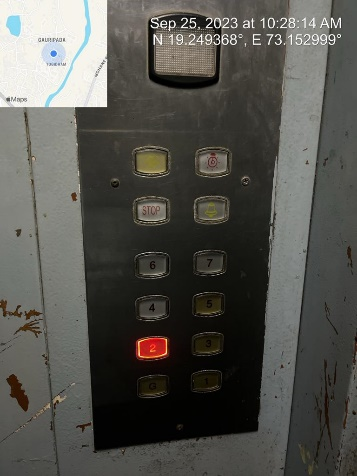 Sep 25, 2023 at 10:28:14 AM
N 19.249368°, E 73.152999°
GAURIPADA
Maps
STOP
6 7
4 5
2 3
G 1